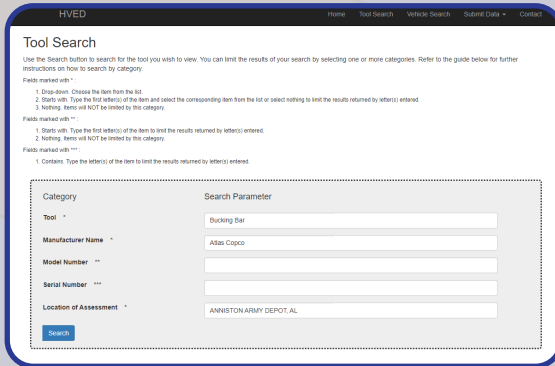 HVED
Home Tool Search Vehicle Search Submit Data Contact
Tool Search
Use the Search button to search for the tool you wish to view. You can limit the results of your search by selecting one or more categories. Refer to the guide below for further
instructions on how to search by category.
Fields marked with * :
1. Drop-down. Choose the item from the list.
2. Starts with. Type the first letter(s) of the item and select the corresponding item from the list or select nothing to limit the results returned by letter(s) entered.
3. Nothing. Items will NOT be limited by this category.
Fields marked with ** :
1. Starts with. Type the first letter(s) of the item to limit the results returned by letter(s) entered.
2. Nothing. Items will NOT be limited by this category.
Fields marked with *** :
1. Contains. Type the letter(s) of the item to limit the results returned by letter(s) entered.
Category Search Parameter
Tool * Bucking Bar
Manufacturer Name * Atlas Copco
Model Number **
Serial Number ***
Location of Assessment * ANNISTON ARMY DEPOT, AL
Search